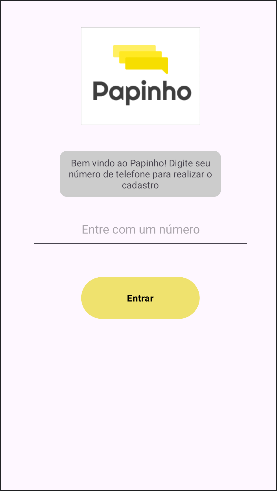 Papinho
Bem vindo ao Papinho! Digite seu
número de telefone para realizar o
cadastro
Entre com um número
Entrar